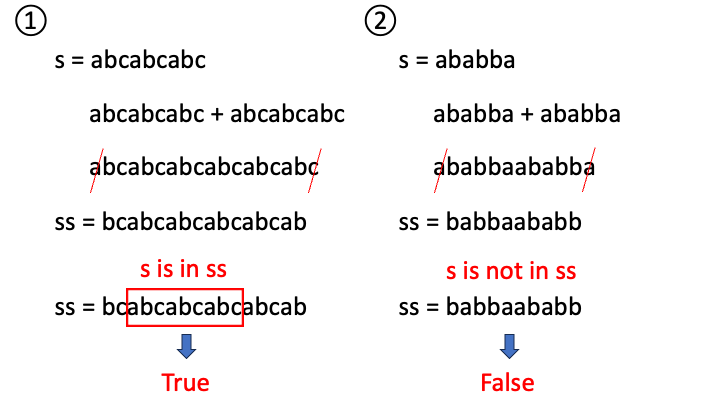 ①
s = abcabcabc
abcabcabc + abcabcabc
abcabcabcabcabcabc
ss = bcabcabcabcabcab
s is in ss
ss = bcabcabcabcabcab
True
②
s = ababba
ababba + ababba
ababbaababba
ss = babbaababb
s is not in ss
ss = babbaababb
False